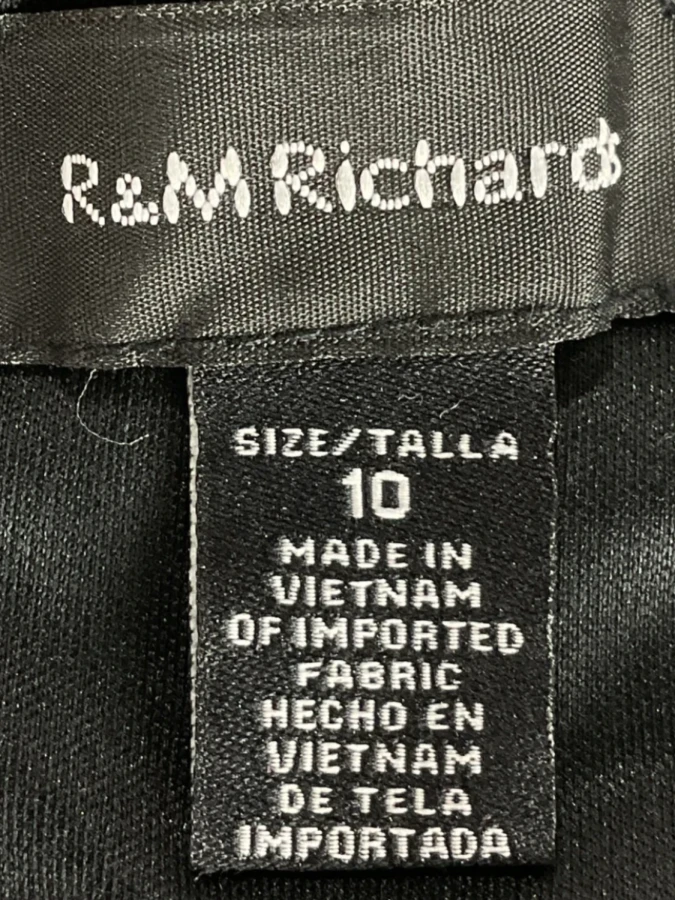 R&M Richards
SIZE/TALLA
10
MADE IN
VIETNAM
OF IMPORTED
FABRIC
HECHO EN
VIETNAM
DE TELA
IMPORTADA